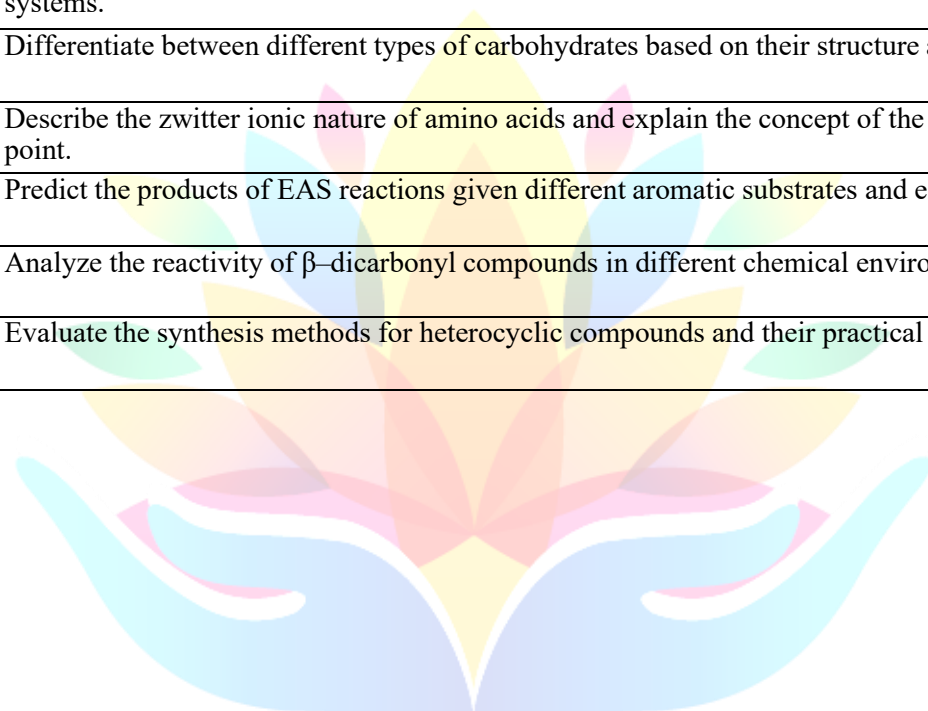 systems.
Differentiate between different types of carbohydrates based on their structure
Describe the zwitter ionic nature of amino acids and explain the concept of the
point.
Predict the products of EAS reactions given different aromatic substrates and e
Analyze the reactivity of β–dicarbonyl compounds in different chemical enviro
Evaluate the synthesis methods for heterocyclic compounds and their practical